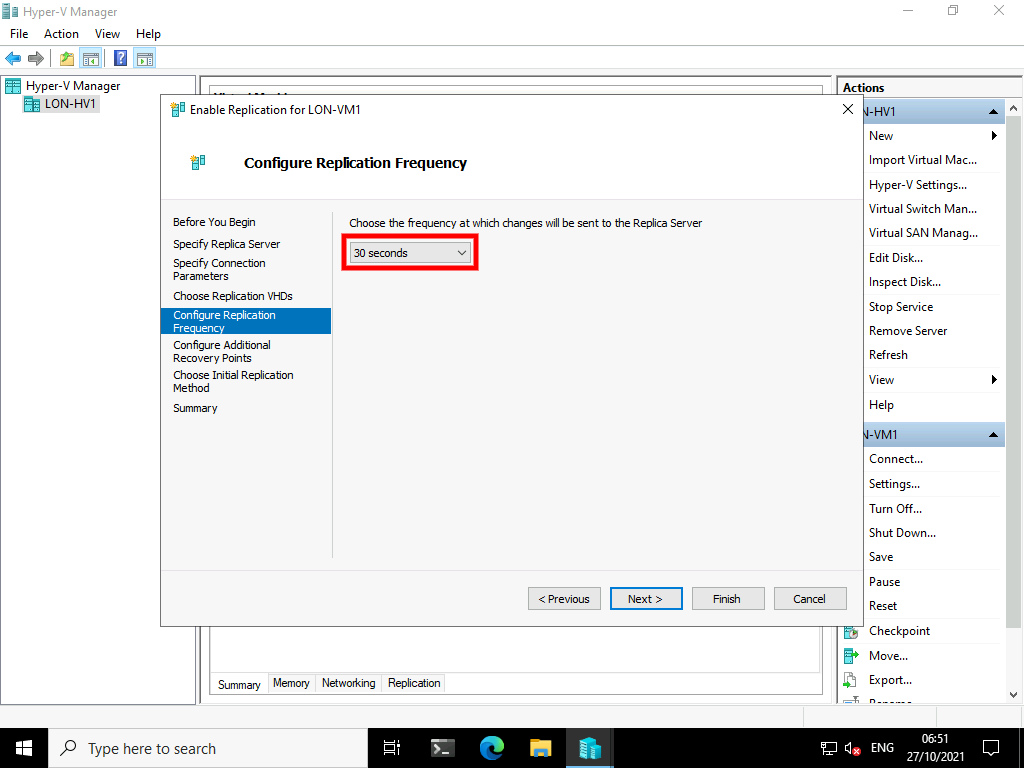 Hyper-V Manager
File Action View Help
Hyper-V Manager
LON-HV1
Enable Replication for LON-VM1
Configure Replication Frequency
Before You Begin
Specify Replica Server
Specify Connection
Parameters
Choose Replication VHDs
Configure Replication
Frequency
Configure Additional
Recovery Points
Choose Initial Replication
Method
Summary
Choose the frequency at which changes will be sent to the Replica Server
30 seconds
< Previous
Next >
Finish
Cancel
Summary Memory Networking Replication
Actions
N-HV1
New
Import Virtual Mac...
Hyper-V Settings...
Virtual Switch Man...
Virtual SAN Manag...
Edit Disk...
Inspect Disk...
Stop Service
Remove Server
Refresh
View
Help
N-VM1
Connect...
Settings...
Turn Off...
Shut Down...
Save
Pause
Reset
Checkpoint
Move...
Export...
Type here to search
ENG
06:51
27/10/2021